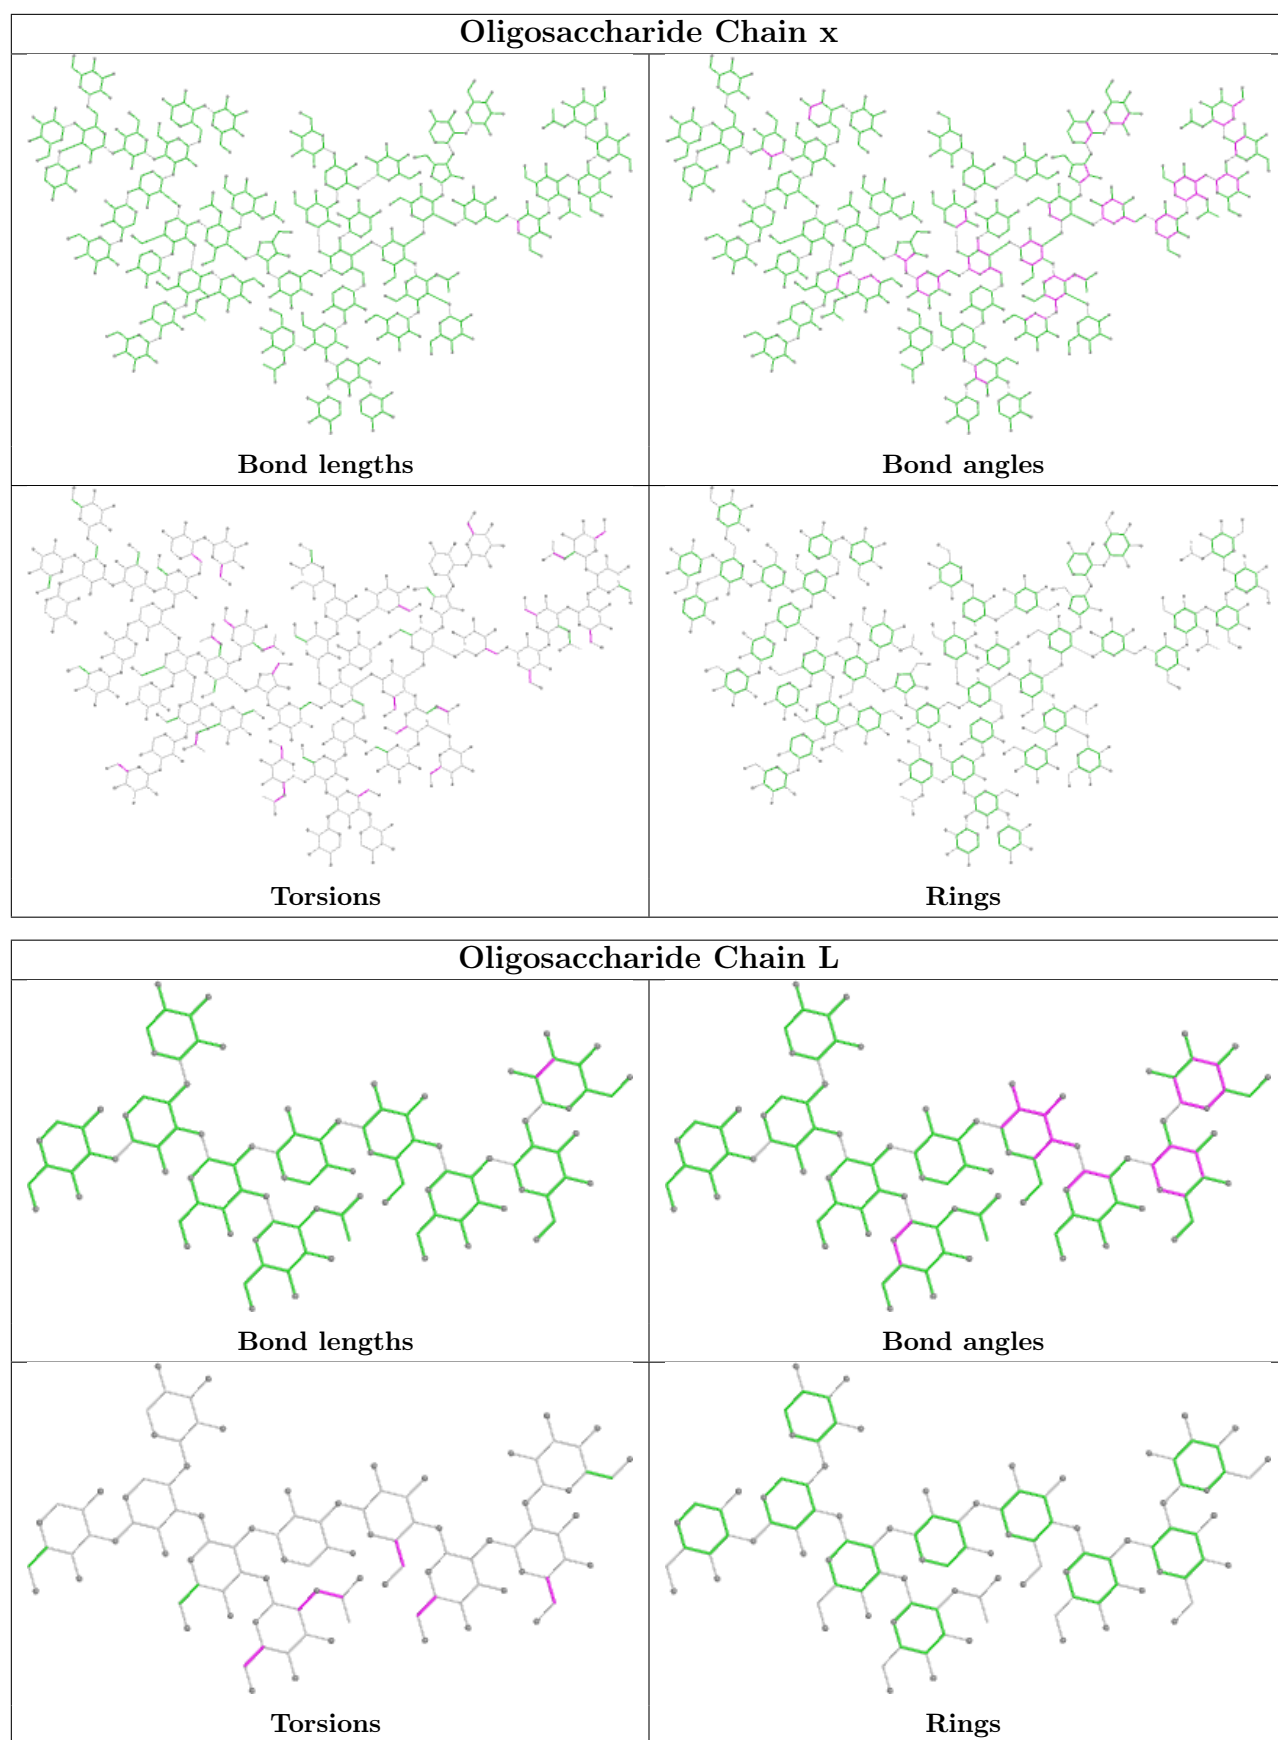 Oligosaccharide Chain x
Bond lengths
Bond angles
Torsions
Rings
Oligosaccharide Chain L
Bond lengths
Bond angles
Torsions
Rings